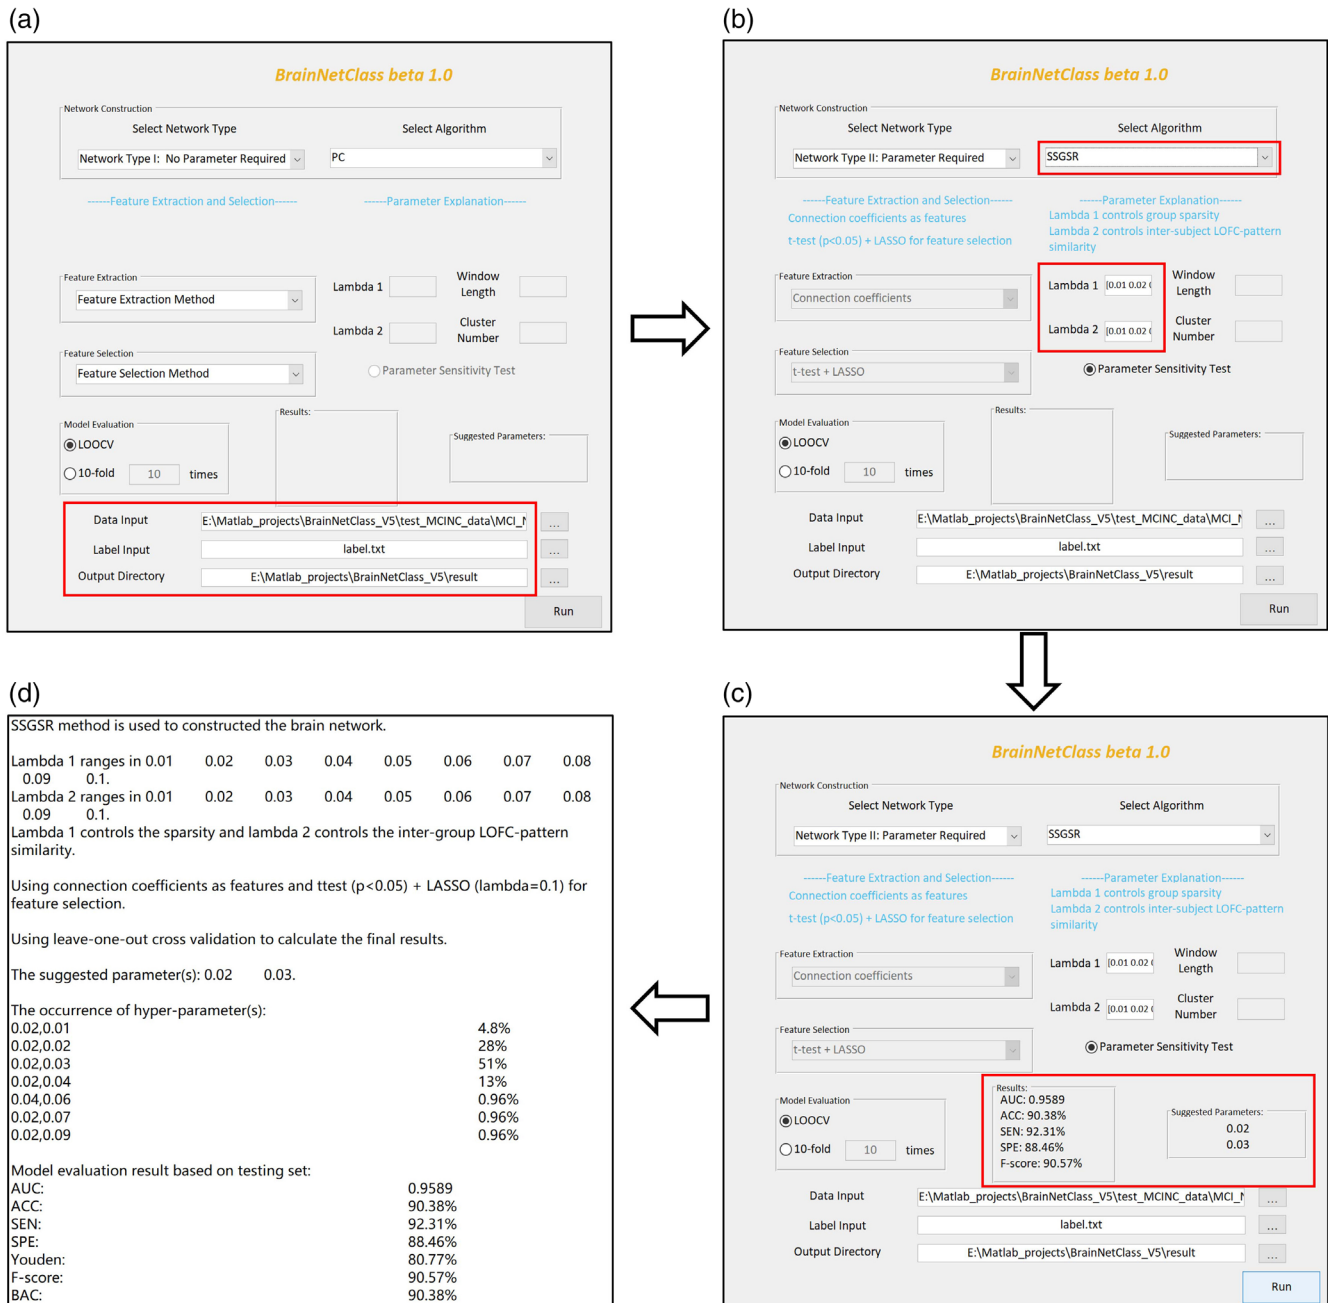 (a)
BrainNetClass beta 1.0
Network Construction
Select Network Type
Select Algorithm
Network Type I: No Parameter Required
PC
------Feature Extraction and Selection------
------Parameter Explanation------
Feature Extraction
Feature Extraction Method
Lambda 1
Window Length
Lambda 2
Cluster Number
Feature Selection
Feature Selection Method
Parameter Sensitivity Test
Model Evaluation
LOOCV
10-fold 10 times
Results:
Suggested Parameters:
Data Input E:\Matlab_projects\BrainNetClass_V5\test_MCINC_data\MCI_N ...
Label Input label.txt ...
Output Directory E:\Matlab_projects\BrainNetClass_V5\result ...
Run
(b)
BrainNetClass beta 1.0
Network Construction
Select Network Type
Select Algorithm
Network Type II: Parameter Required
SSGSR
------Feature Extraction and Selection------
Connection coefficients as features
t-test (p<0.05) + LASSO for feature selection
------Parameter Explanation------
Lambda 1 controls group sparsity
Lambda 2 controls inter-subject LOFC-pattern
similarity
Feature Extraction
Connection coefficients
Lambda 1 [0.01 0.02 (
Window Length
Lambda 2 [0.01 0.02 (
Cluster Number
Feature Selection
t-test + LASSO
Parameter Sensitivity Test
Model Evaluation
LOOCV
10-fold 10 times
Results:
Suggested Parameters:
Data Input E:\Matlab_projects\BrainNetClass_V5\test_MCINC_data\MCI_N ...
Label Input label.txt ...
Output Directory E:\Matlab_projects\BrainNetClass_V5\result ...
Run
(c)
BrainNetClass beta 1.0
Network Construction
Select Network Type
Select Algorithm
Network Type II: Parameter Required
SSGSR
------Feature Extraction and Selection------
Connection coefficients as features
t-test (p<0.05) + LASSO for feature selection
------Parameter Explanation------
Lambda 1 controls group sparsity
Lambda 2 controls inter-subject LOFC-pattern
similarity
Feature Extraction
Connection coefficients
Lambda 1 [0.01 0.02 (
Window Length
Lambda 2 [0.01 0.02 (
Cluster Number
Feature Selection
t-test + LASSO
Parameter Sensitivity Test
Model Evaluation
LOOCV
10-fold 10 times
Results:
AUC: 0.9589
ACC: 90.38%
SEN: 92.31%
SPE: 88.46%
F-score: 90.57%
Suggested Parameters:
0.02
0.03
Data Input E:\Matlab_projects\BrainNetClass_V5\test_MCINC_data\MCI_N ...
Label Input label.txt ...
Output Directory E:\Matlab_projects\BrainNetClass_V5\result ...
Run
(d)
SSGSR method is used to constructed the brain network.
Lambda 1 ranges in 0.01 0.02 0.03 0.04 0.05 0.06 0.07 0.08
0.09 0.1.
Lambda 2 ranges in 0.01 0.02 0.03 0.04 0.05 0.06 0.07 0.08
0.09 0.1.
Lambda 1 controls the sparsity and lambda 2 controls the inter-group LOFC-pattern
similarity.
Using connection coefficients as features and ttest (p<0.05) + LASSO (lambda=0.1) for
feature selection.
Using leave-one-out cross validation to calculate the final results.
The suggested parameter(s): 0.02 0.03.
The occurrence of hyper-parameter(s):
0.02,0.01 4.8%
0.02,0.02 28%
0.02,0.03 51%
0.02,0.04 13%
0.04,0.06 0.96%
0.02,0.07 0.96%
0.02,0.09 0.96%
Model evaluation result based on testing set:
AUC: 0.9589
ACC: 90.38%
SEN: 92.31%
SPE: 88.46%
Youden: 80.77%
F-score: 90.57%
BAC: 90.38%